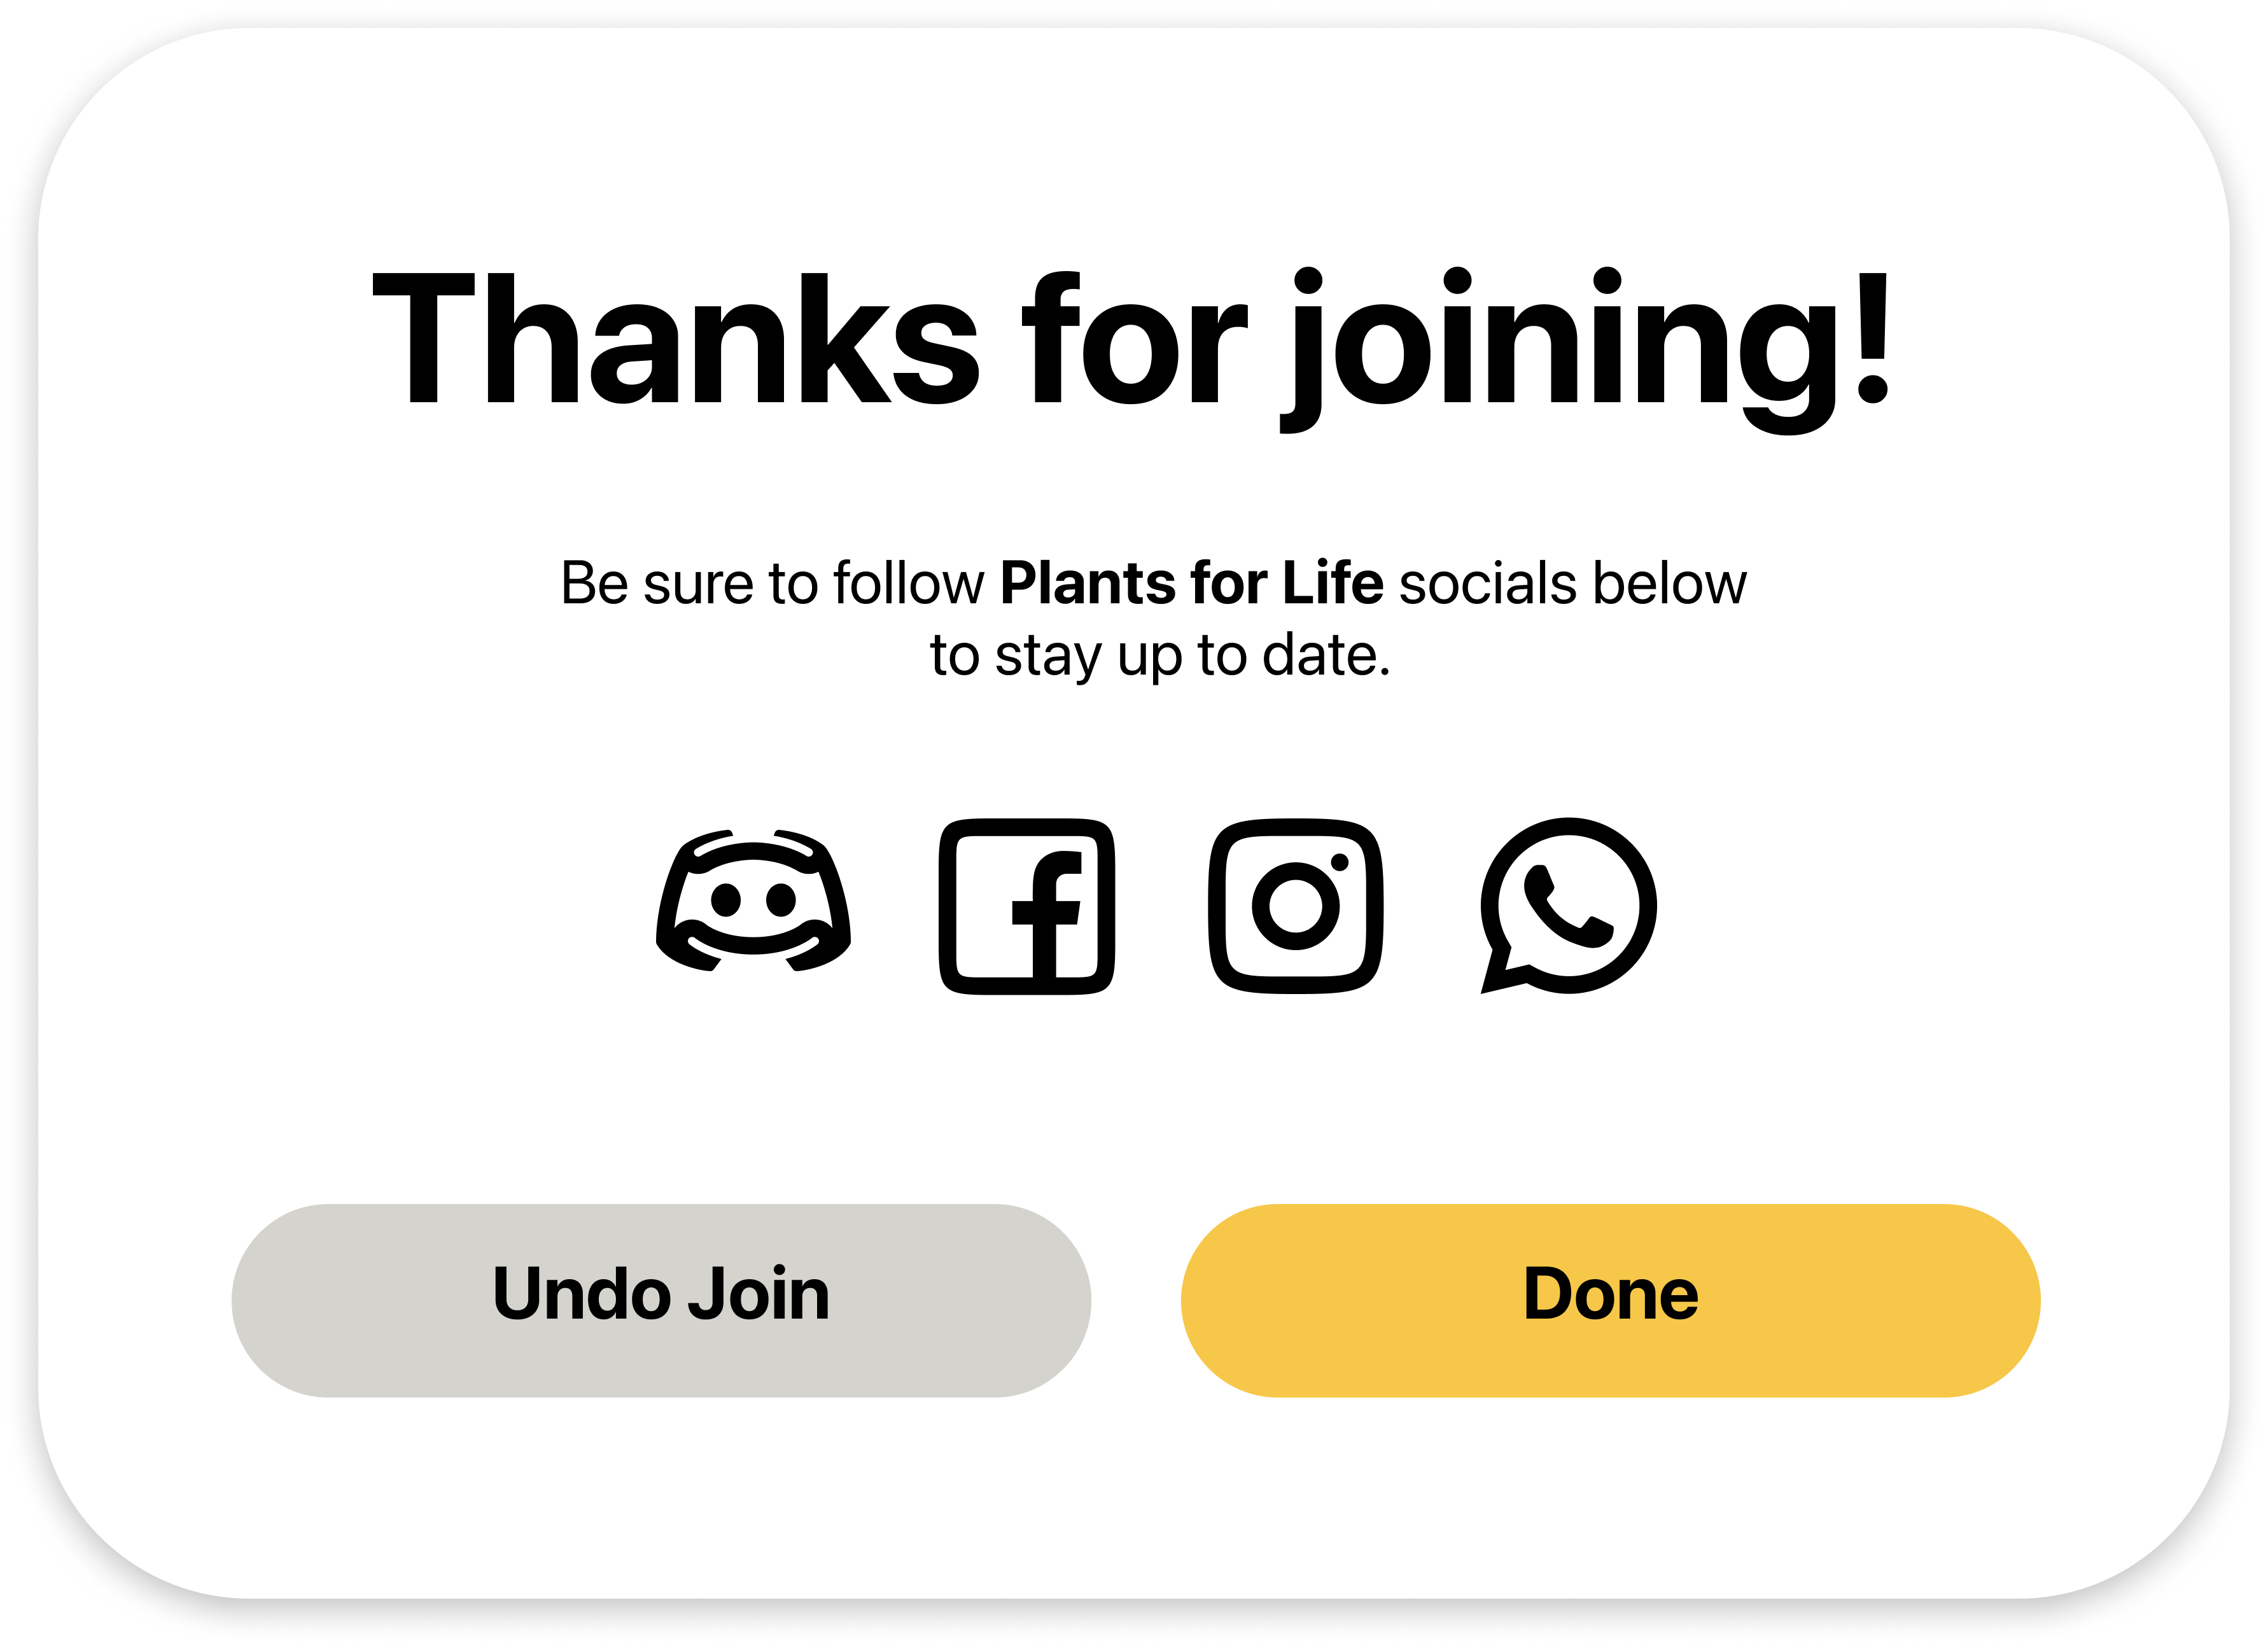 Thanks for joining!
Be sure to follow Plants for Life socials below
to stay up to date.
Undo Join
Done